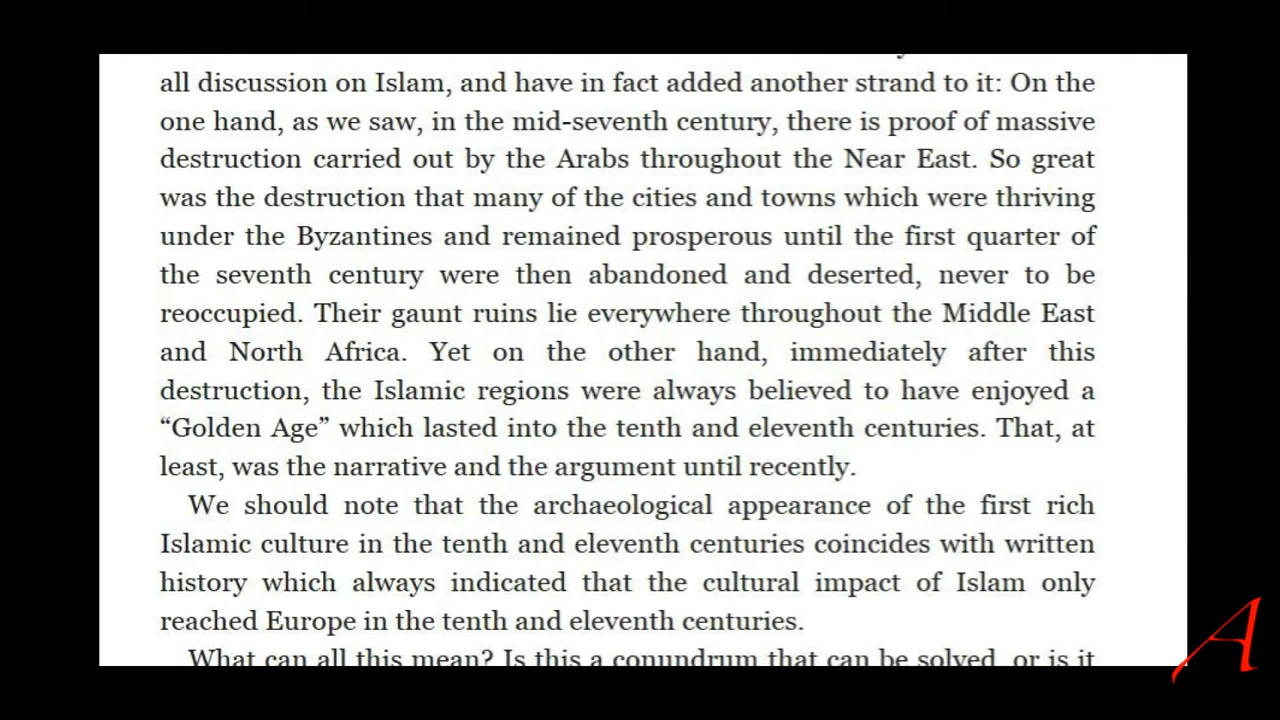 all discussion on Islam, and have in fact added another strand to it: On the
one hand, as we saw, in the mid-seventh century, there is proof of massive
destruction carried out by the Arabs throughout the Near East. So great
was the destruction that many of the cities and towns which were thriving
under the Byzantines and remained prosperous until the first quarter of
the seventh century were then abandoned and deserted, never to be
reoccupied. Their gaunt ruins lie everywhere throughout the Middle East
and North Africa. Yet on the other hand, immediately after this
destruction, the Islamic regions were always believed to have enjoyed a
“Golden Age” which lasted into the tenth and eleventh centuries. That, at
least, was the narrative and the argument until recently.
We should note that the archaeological appearance of the first rich
Islamic culture in the tenth and eleventh centuries coincides with written
history which always indicated that the cultural impact of Islam only
reached Europe in the tenth and eleventh centuries.
What can all this mean? Is this a conundrum that can be solved, or is it
A